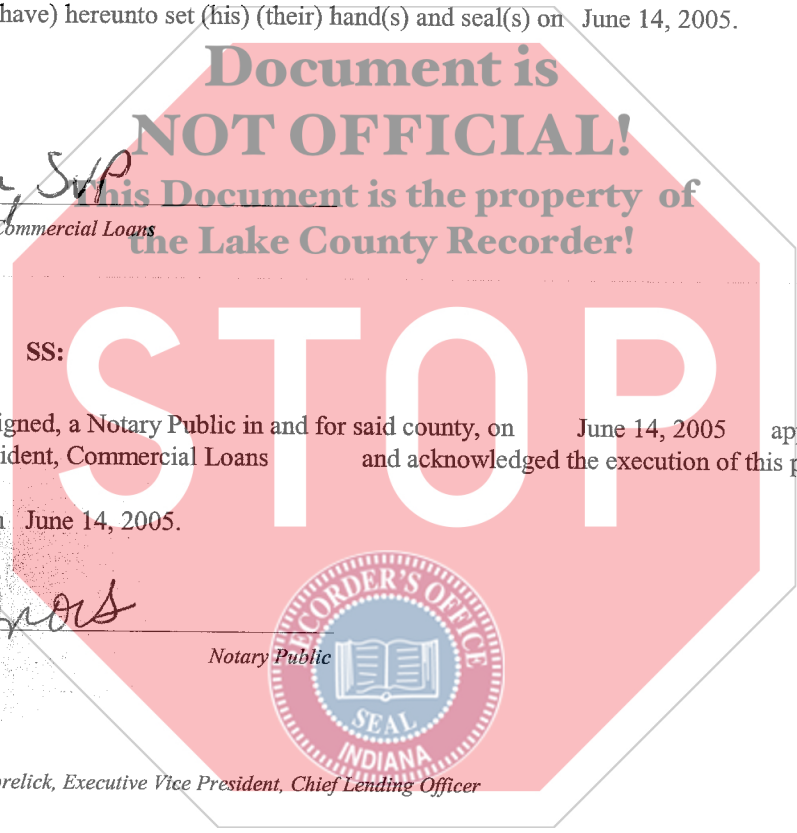 have) hereunto set (his) (their) hand(s) and seal(s) on June 14, 2005.
Document is
NOT OFFICIAL!
SVP
This Document is the property of
Commercial Loans
the Lake County Recorder!
STOP
SS:
igned, a Notary Public in and for said county, on June 14, 2005 ap
ident, Commercial Loans and acknowledged the execution of this p
June 14, 2005.
RECORDER'S OFFICE
SEAL
INDIANA
Notary Public
relick, Executive Vice President, Chief Lending Officer